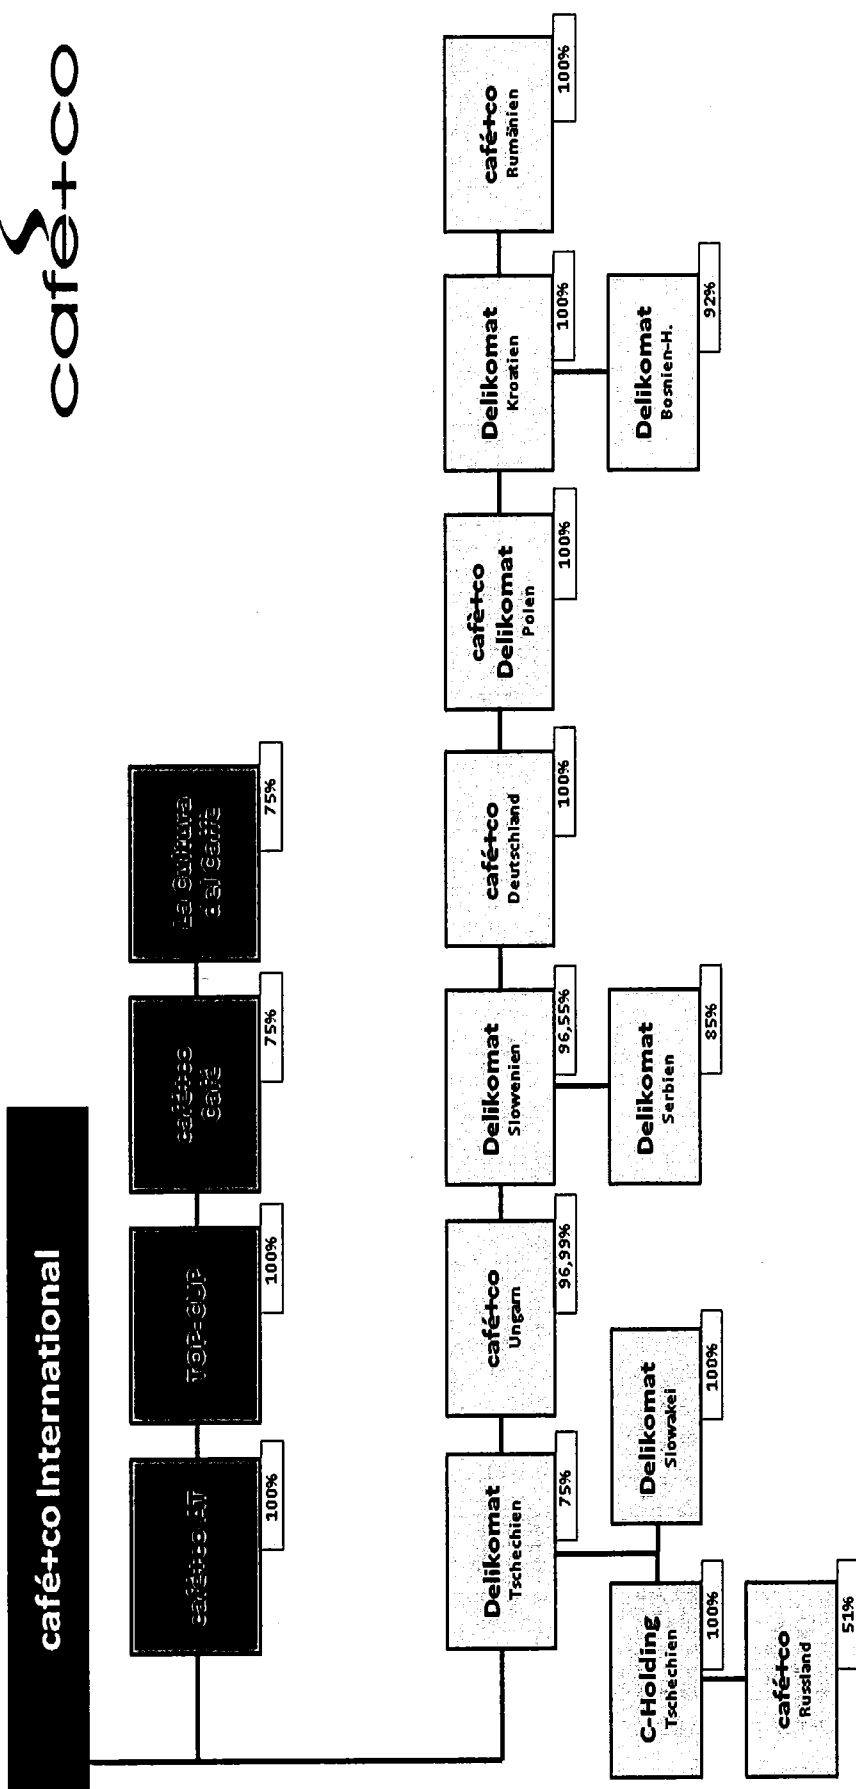 café+co
café+co International
café+co AT
100%
TOP-CUP
100%
café+co
Café
75%
La Cultura
del Caffè
75%
Delikomat
Tschechien
75%
café+co
Ungarn
96,99%
Delikomat
Slowenien
96,55%
café+co
Deutschland
100%
cafè+co
Delikomat
Polen
100%
Delikomat
Kroatien
100%
café+co
Rumänien
100%
C-Holding
Tschechien
100%
Delikomat
Slowakei
100%
Delikomat
Serbien
85%
Delikomat
Bosnien-H.
92%
café+co
Russland
51%